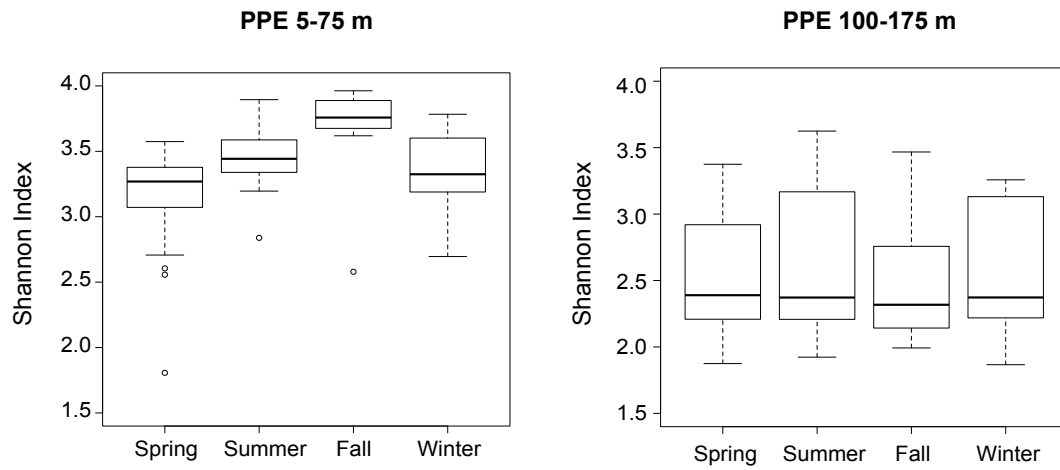 PPE 5-75 m
Shannon Index
4.0
3.5
3.0
2.5
2.0
1.5
Spring Summer Fall Winter
PPE 100-175 m
Shannon Index
4.0
3.5
3.0
2.5
2.0
1.5
Spring Summer Fall Winter